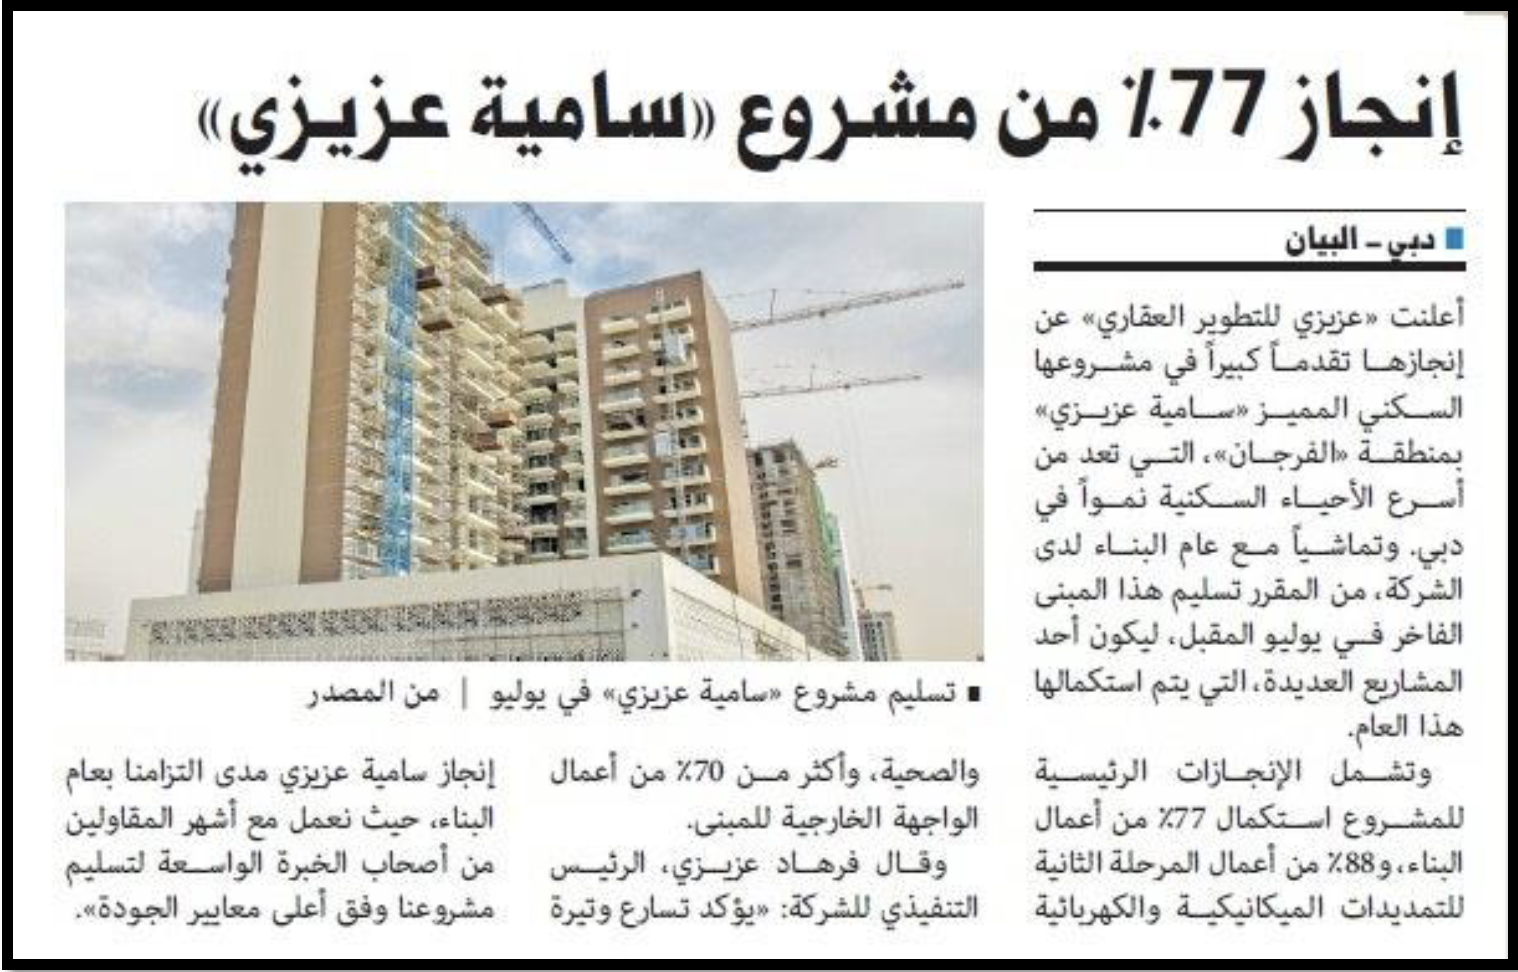 إنجاز 77٪ من مشروع «سامية عزيزي»
دبي - البيان
أعلنت «عزيزي للتطوير العقاري» عن
إنجازها تقدماً كبيراً في مشروعها
السكني المميز «سامية عزيزي»
بمنطقة «الفرجان»، التي تعد من
أسرع الأحياء السكنية نمواً في
دبي. وتماشياً مع عام البناء لدى
الشركة، من المقرر تسليم هذا المبنى
الفاخر في يوليو المقبل، ليكون أحد
المشاريع العديدة، التي يتم استكمالها
هذا العام.
وتشمل الإنجازات الرئيسية
للمشروع استكمال 77٪ من أعمال
البناء، و88٪ من أعمال المرحلة الثانية
للتمديدات الميكانيكية والكهربائية
■ تسليم مشروع «سامية عزيزي» في يوليو | من المصدر
والصحية، وأكثر من 70٪ من أعمال
الواجهة الخارجية للمبنى.
وقال فرهاد عزيزي، الرئيس
التنفيذي للشركة: «يؤكد تسارع وتيرة
إنجاز سامية عزيزي مدى التزامنا بعام
البناء، حيث نعمل مع أشهر المقاولين
من أصحاب الخبرة الواسعة لتسليم
مشروعنا وفق أعلى معايير الجودة».